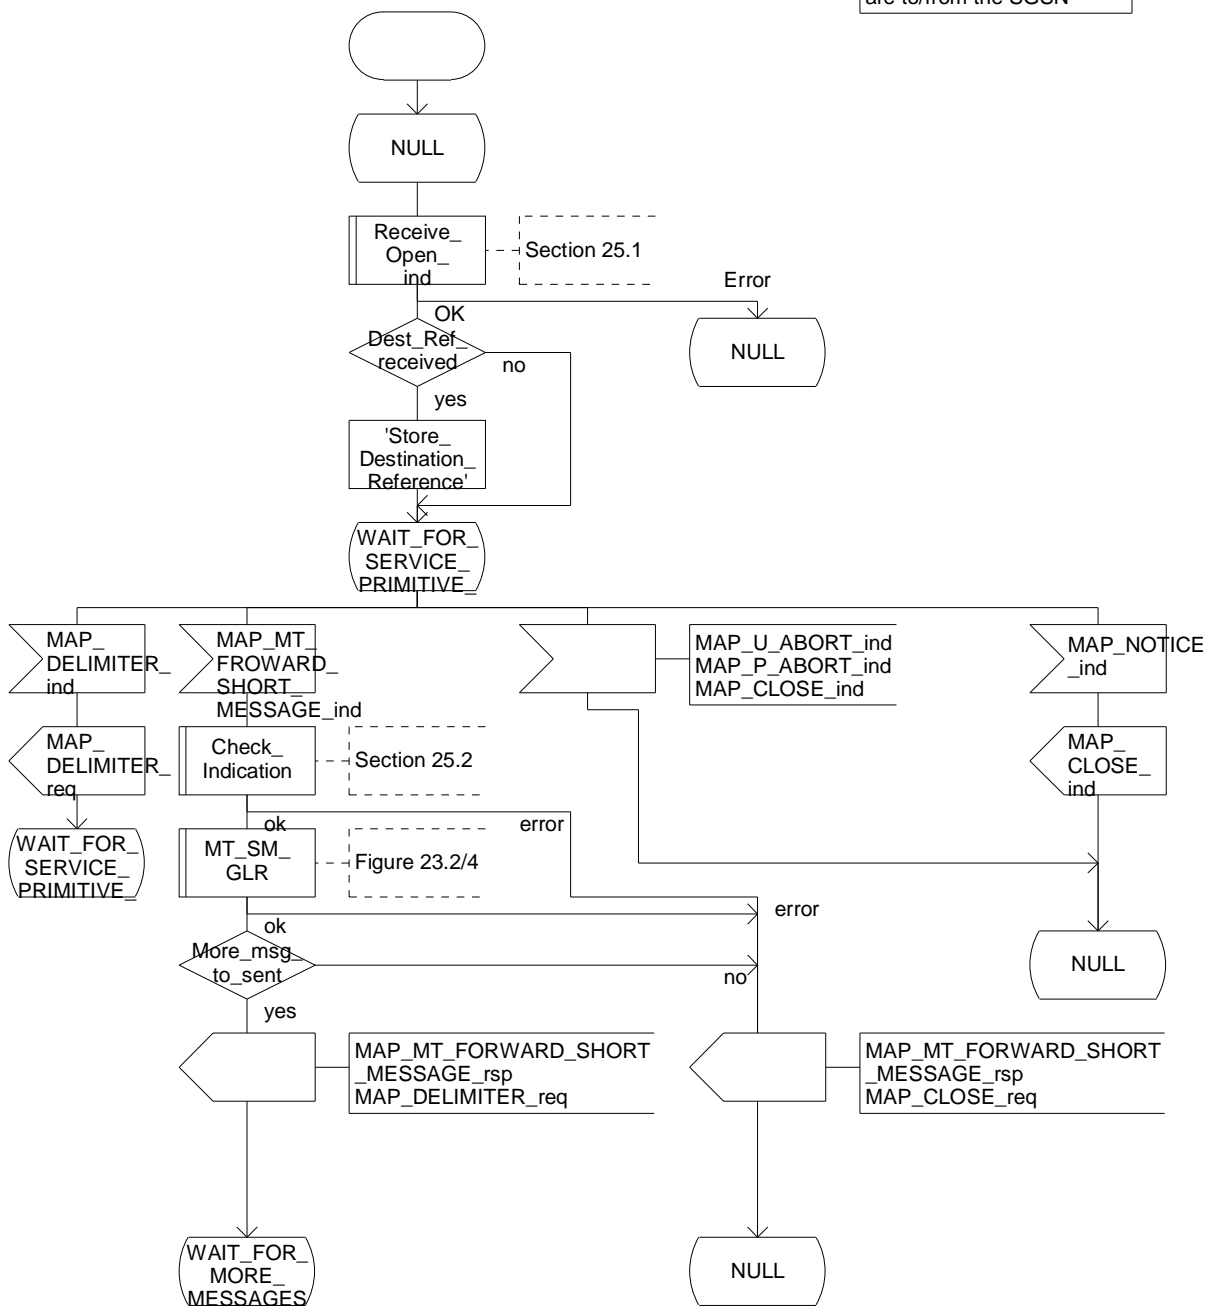 are to/from the SGSN
NULL
Receive_
Open_
ind
Section 25.1
Error
OK
Dest_Ref_
received
no
NULL
yes
'Store_
Destination_
Reference'
WAIT_FOR_
SERVICE_
PRIMITIVE_
MAP_
DELIMITER_
ind
MAP_MT_
FROWARD_
SHORT_
MESSAGE_ind
MAP_U_ABORT_ind
MAP_P_ABORT_ind
MAP_CLOSE_ind
MAP_NOTICE
_ind
MAP_
DELIMITER_
req
Check_
Indication
Section 25.2
MAP_
CLOSE_
ind
ok
error
WAIT_FOR_
SERVICE_
PRIMITIVE_
MT_SM_
GLR
Figure 23.2/4
error
ok
More_msg_
to_sent
no
NULL
yes
MAP_MT_FORWARD_SHORT
_MESSAGE_rsp
MAP_DELIMITER_req
MAP_MT_FORWARD_SHORT
_MESSAGE_rsp
MAP_CLOSE_req
WAIT_FOR_
MORE_
MESSAGES
NULL